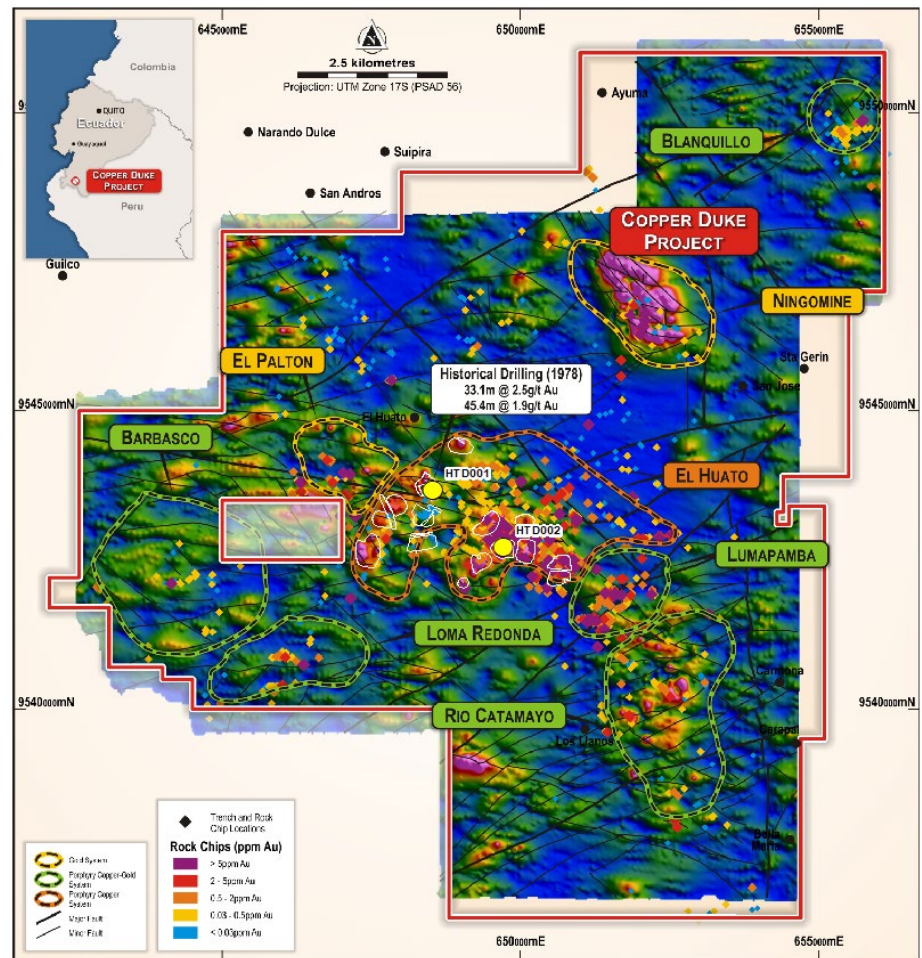 645000mE
650000mE
655000mE
2.5 kilometres
Projection: UTM Zone 17S (PSAD 56)
N
Colombia
QUITO
Ecuador
Guayaquil
COPPER DUKE
PROJECT
Peru
9550000mN
Ayuma
Narando Dulce
Suipira
San Andros
BLANQUILLO
COPPER DUKE
PROJECT
Guilco
NINGOMINE
EL PALTON
Sta Gerin
San Jose
Historical Drilling (1978)
33.1m @ 2.5g/t Au
45.4m @ 1.9g/t Au
9545000mN
9545000mN
El Huato
BARBASCO
HTD001
EL HUATO
HTD002
LUMAPAMBA
LOMA REDONDA
RIO CATAMAYO
9540000mN
9540000mN
Los Llanos
Bella
Maria
Trench and Rock
Chip Locations
Rock Chips (ppm Au)
> 5ppm Au
2 - 5ppm Au
0.5 - 2ppm Au
0.03 - 0.5ppm Au
< 0.03ppm Au
Gold System
Porphyry Copper-Gold
System
Porphyry Copper
System
Major Fault
Minor Fault
650000mE
655000mE